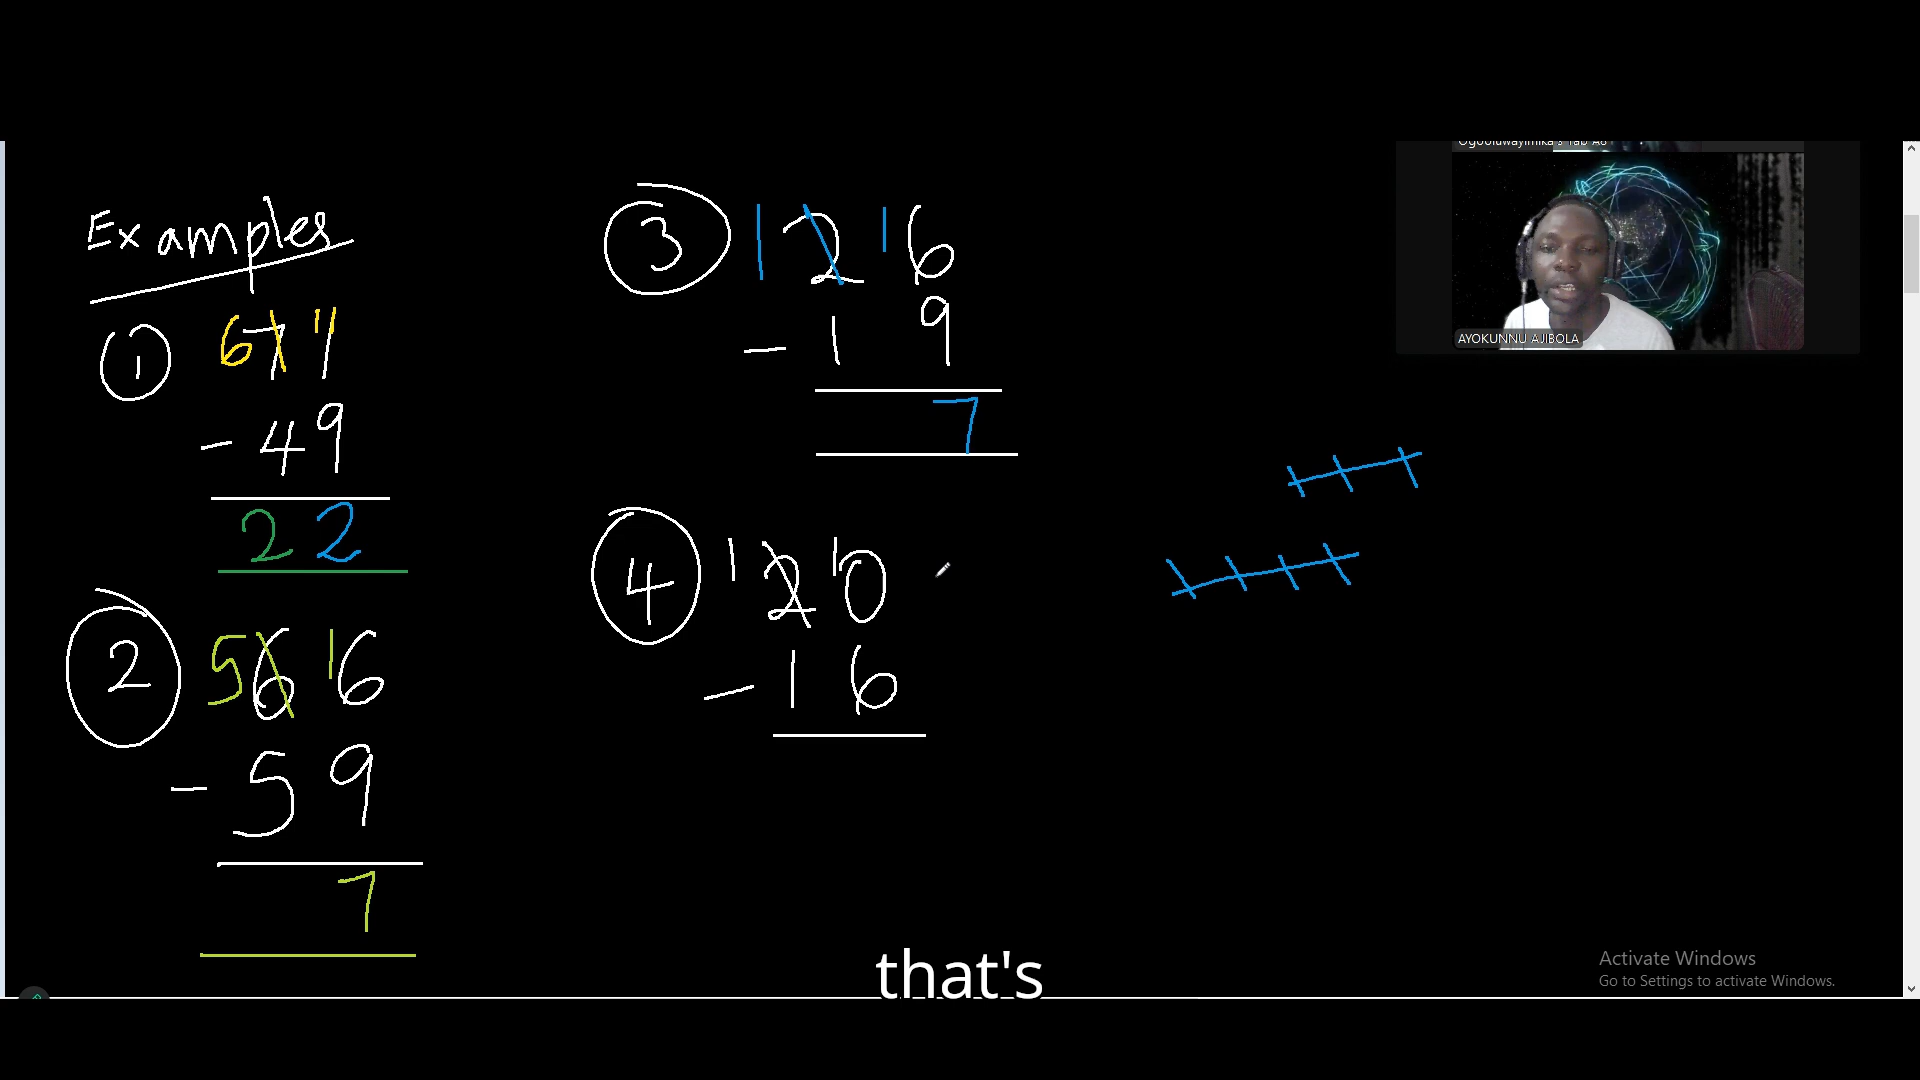 Examples
① 6 7 1 1
- 4 9
2 2
② 5 6 1 6
- 5 9
7
③ 1 2 1 6
- 1 9
7
④ 1 2 1 0
- 1 6
AYOKUNNU AJIBOLA
that's
Activate Windows
Go to Settings to activate Windows.